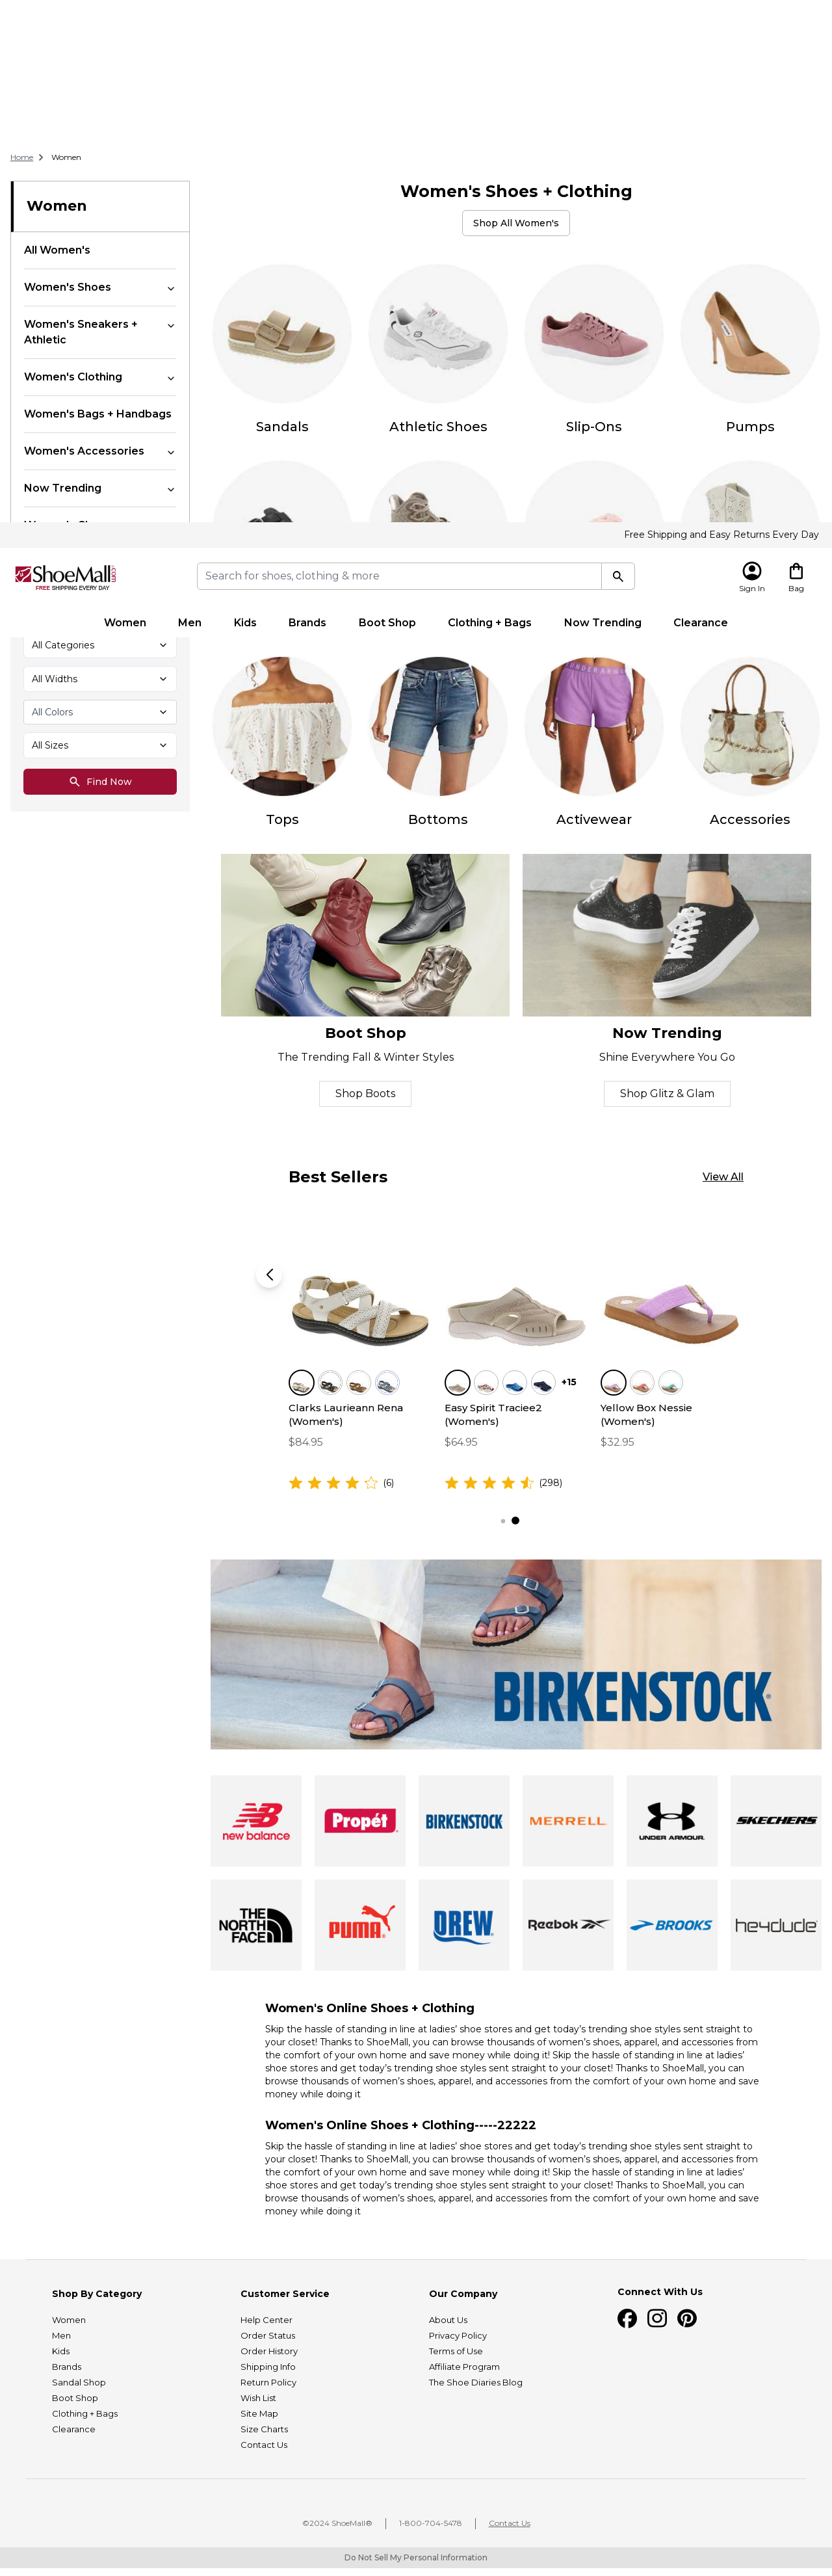 Home > Women
Women
All Women's
Women's Shoes
Women's Sneakers +
Athletic
Women's Clothing
Women's Bags + Handbags
Women's Accessories
Now Trending
Women's Shoes + Clothing
Shop All Women's
Sandals
Athletic Shoes
Slip-Ons
Pumps
Free Shipping and Easy Returns Every Day
ShoeMall.com
FREE SHIPPING EVERY DAY
Search for shoes, clothing & more
Sign In
Bag
Women
Men
Kids
Brands
Boot Shop
Clothing + Bags
Now Trending
Clearance
All Categories
All Widths
All Colors
All Sizes
Find Now
UNDER ARMOUR
Tops
Bottoms
Activewear
Accessories
Boot Shop
The Trending Fall & Winter Styles
Shop Boots
Now Trending
Shine Everywhere You Go
Shop Glitz & Glam
Best Sellers
View All
Clarks Laurieann Rena
(Women's)
$84.95
(6)
+15
Easy Spirit Traciee2
(Women's)
$64.95
(298)
Yellow Box Nessie
(Women's)
$32.95
BIRKENSTOCK®
new balance
Propét®
BIRKENSTOCK
MERRELL
UNDER ARMOUR
SKECHERS
THE NORTH FACE
PUMA
DREW
Reebok
BROOKS
heydude
Women's Online Shoes + Clothing
Skip the hassle of standing in line at ladies’ shoe stores and get today’s trending shoe styles sent straight to
your closet! Thanks to ShoeMall, you can browse thousands of women’s shoes, apparel, and accessories from
the comfort of your own home and save money while doing it! Skip the hassle of standing in line at ladies’
shoe stores and get today’s trending shoe styles sent straight to your closet! Thanks to ShoeMall, you can
browse thousands of women’s shoes, apparel, and accessories from the comfort of your own home and save
money while doing it
Women's Online Shoes + Clothing-----22222
Skip the hassle of standing in line at ladies’ shoe stores and get today’s trending shoe styles sent straight to
your closet! Thanks to ShoeMall, you can browse thousands of women’s shoes, apparel, and accessories from
the comfort of your own home and save money while doing it! Skip the hassle of standing in line at ladies’
shoe stores and get today’s trending shoe styles sent straight to your closet! Thanks to ShoeMall, you can
browse thousands of women’s shoes, apparel, and accessories from the comfort of your own home and save
money while doing it
Shop By Category
Women
Men
Kids
Brands
Sandal Shop
Boot Shop
Clothing + Bags
Clearance
Customer Service
Help Center
Order Status
Order History
Shipping Info
Return Policy
Wish List
Site Map
Size Charts
Contact Us
Our Company
About Us
Privacy Policy
Terms of Use
Affiliate Program
The Shoe Diaries Blog
Connect With Us
©2024 ShoeMall®
1-800-704-5478
Contact Us
Do Not Sell My Personal Information